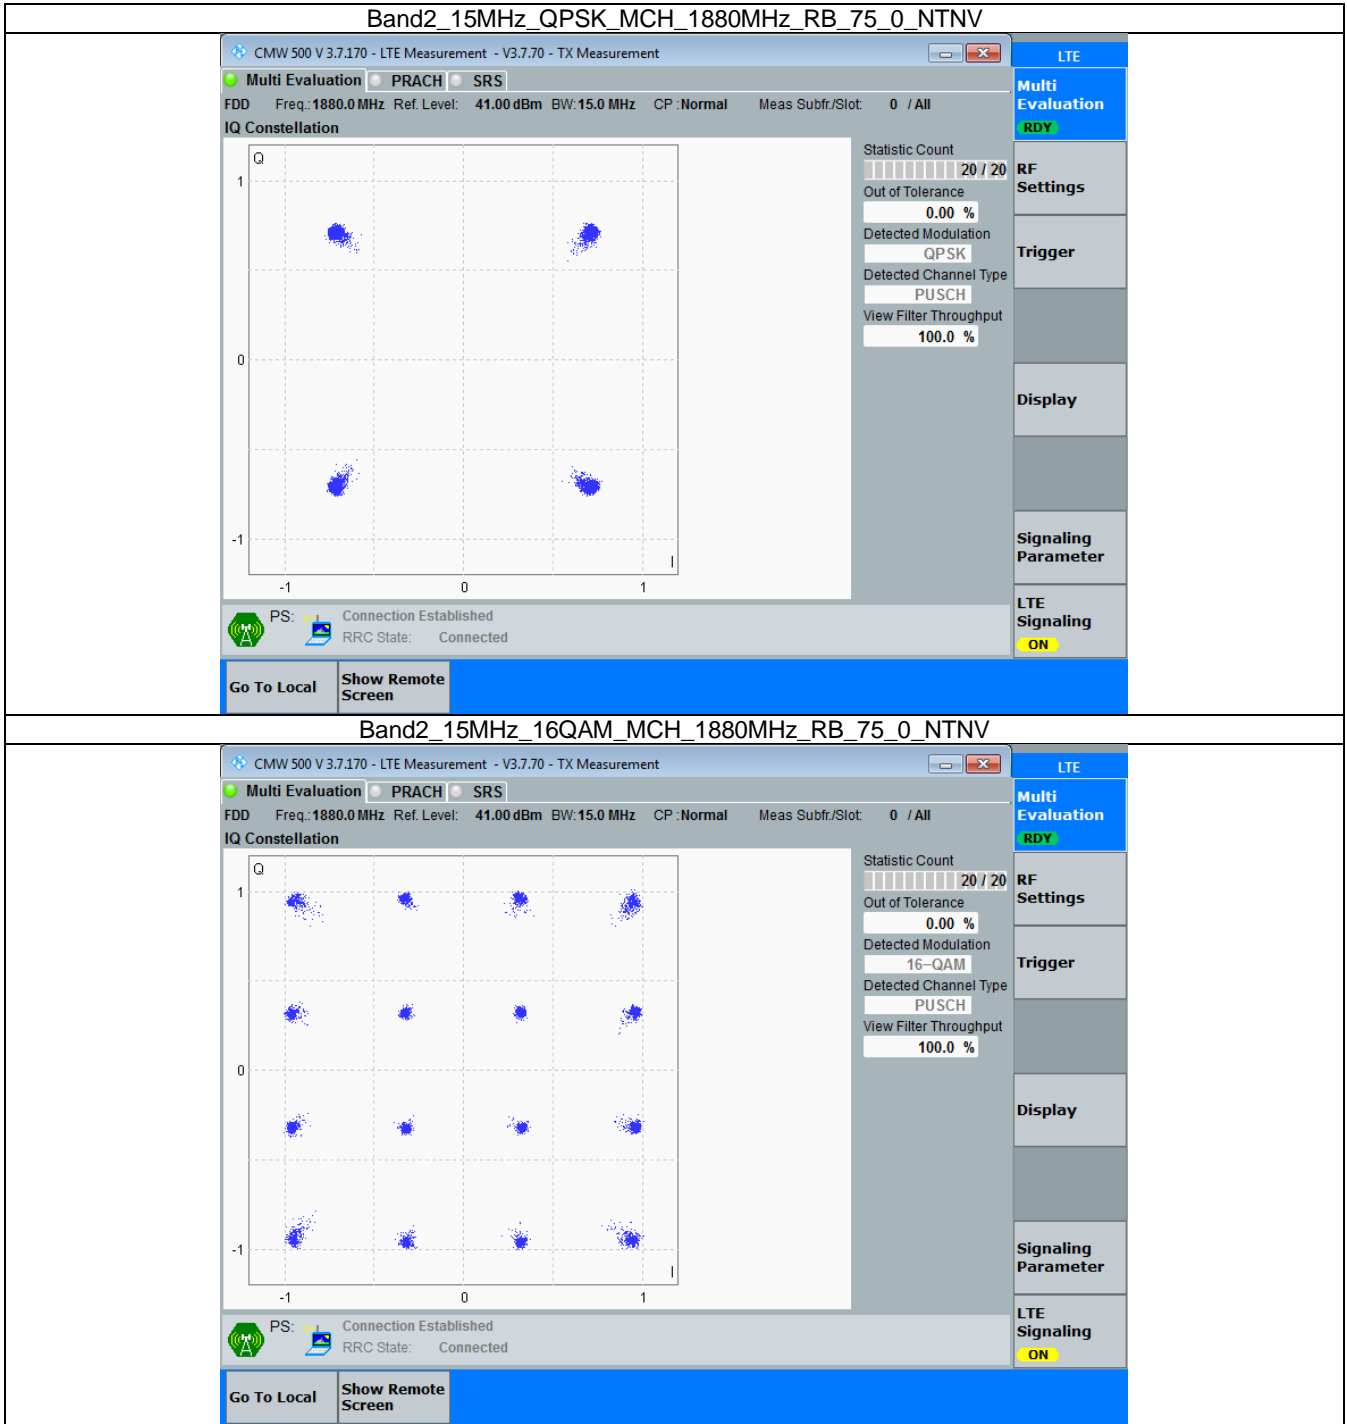 Band2_15MHz_QPSK_MCH_1880MHz_RB_75_0_NTNV
CMW 500 V 3.7.170 - LTE Measurement - V3.7.70 - TX Measurement
LTE
Multi Evaluation PRACH SRS
Multi
Evaluation
RDY
FDD Freq.: 1880.0 MHz Ref. Level: 41.00 dBm BW: 15.0 MHz CP : Normal Meas Subfr./Slot: 0 / All
IQ Constellation
Q
1
0
-1
I
-1 0 1
Statistic Count
20 / 20
Out of Tolerance
0.00 %
Detected Modulation
QPSK
Detected Channel Type
PUSCH
View Filter Throughput
100.0 %
RF
Settings
Trigger
Display
Signaling
Parameter
LTE
Signaling
ON
PS: Connection Established
RRC State: Connected
Go To Local
Show Remote
Screen
Band2_15MHz_16QAM_MCH_1880MHz_RB_75_0_NTNV
CMW 500 V 3.7.170 - LTE Measurement - V3.7.70 - TX Measurement
LTE
Multi Evaluation PRACH SRS
Multi
Evaluation
RDY
FDD Freq.: 1880.0 MHz Ref. Level: 41.00 dBm BW: 15.0 MHz CP : Normal Meas Subfr./Slot: 0 / All
IQ Constellation
Q
1
0
-1
I
-1 0 1
Statistic Count
20 / 20
Out of Tolerance
0.00 %
Detected Modulation
16-QAM
Detected Channel Type
PUSCH
View Filter Throughput
100.0 %
RF
Settings
Trigger
Display
Signaling
Parameter
LTE
Signaling
ON
PS: Connection Established
RRC State: Connected
Go To Local
Show Remote
Screen